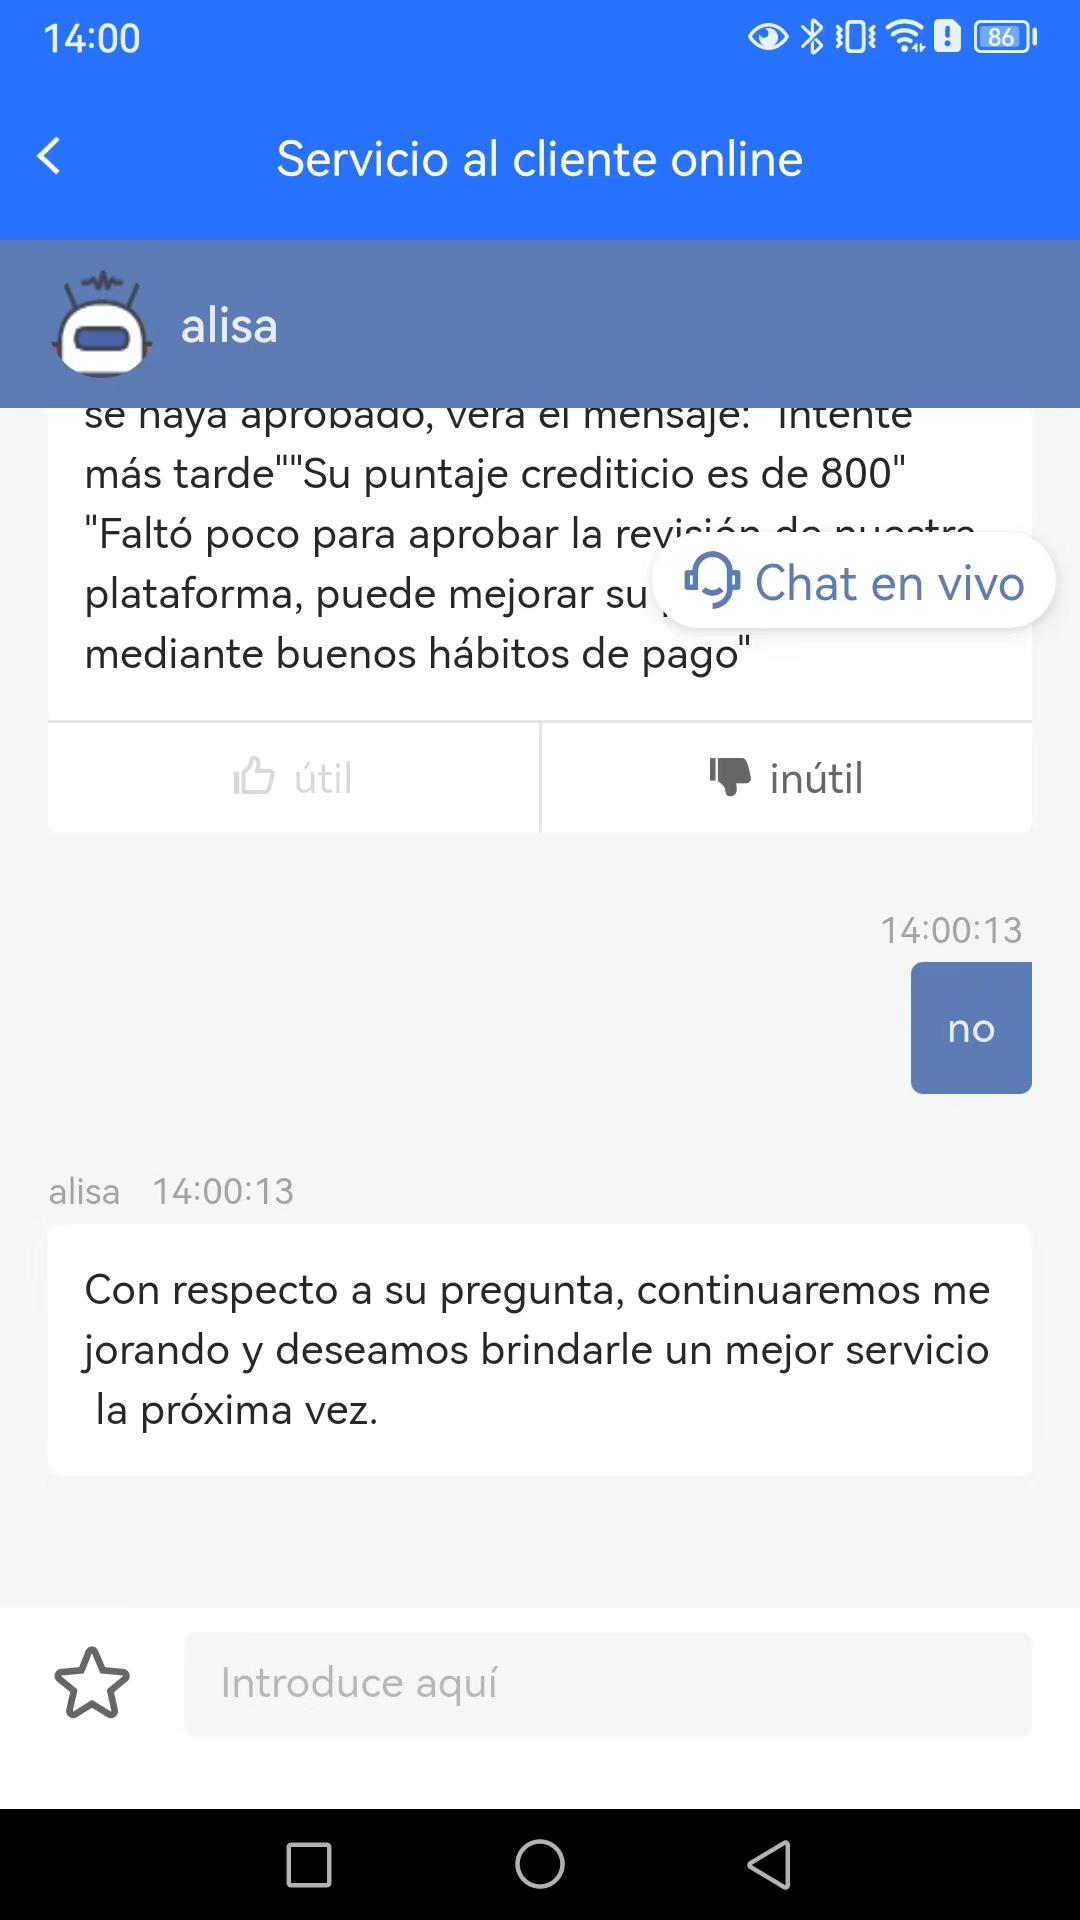 14:00
86
Servicio al cliente online
alisa
se haya aprobado, verá el mensaje: "Intente
más tarde""Su puntaje crediticio es de 800"
"Faltó poco para aprobar la revisión de nuestra
plataforma, puede mejorar su
Chat en vivo
mediante buenos hábitos de pago"
útil
inútil
14:00:13
no
alisa 14:00:13
Con respecto a su pregunta, continuaremos me
jorando y deseamos brindarle un mejor servicio
la próxima vez.
Introduce aquí